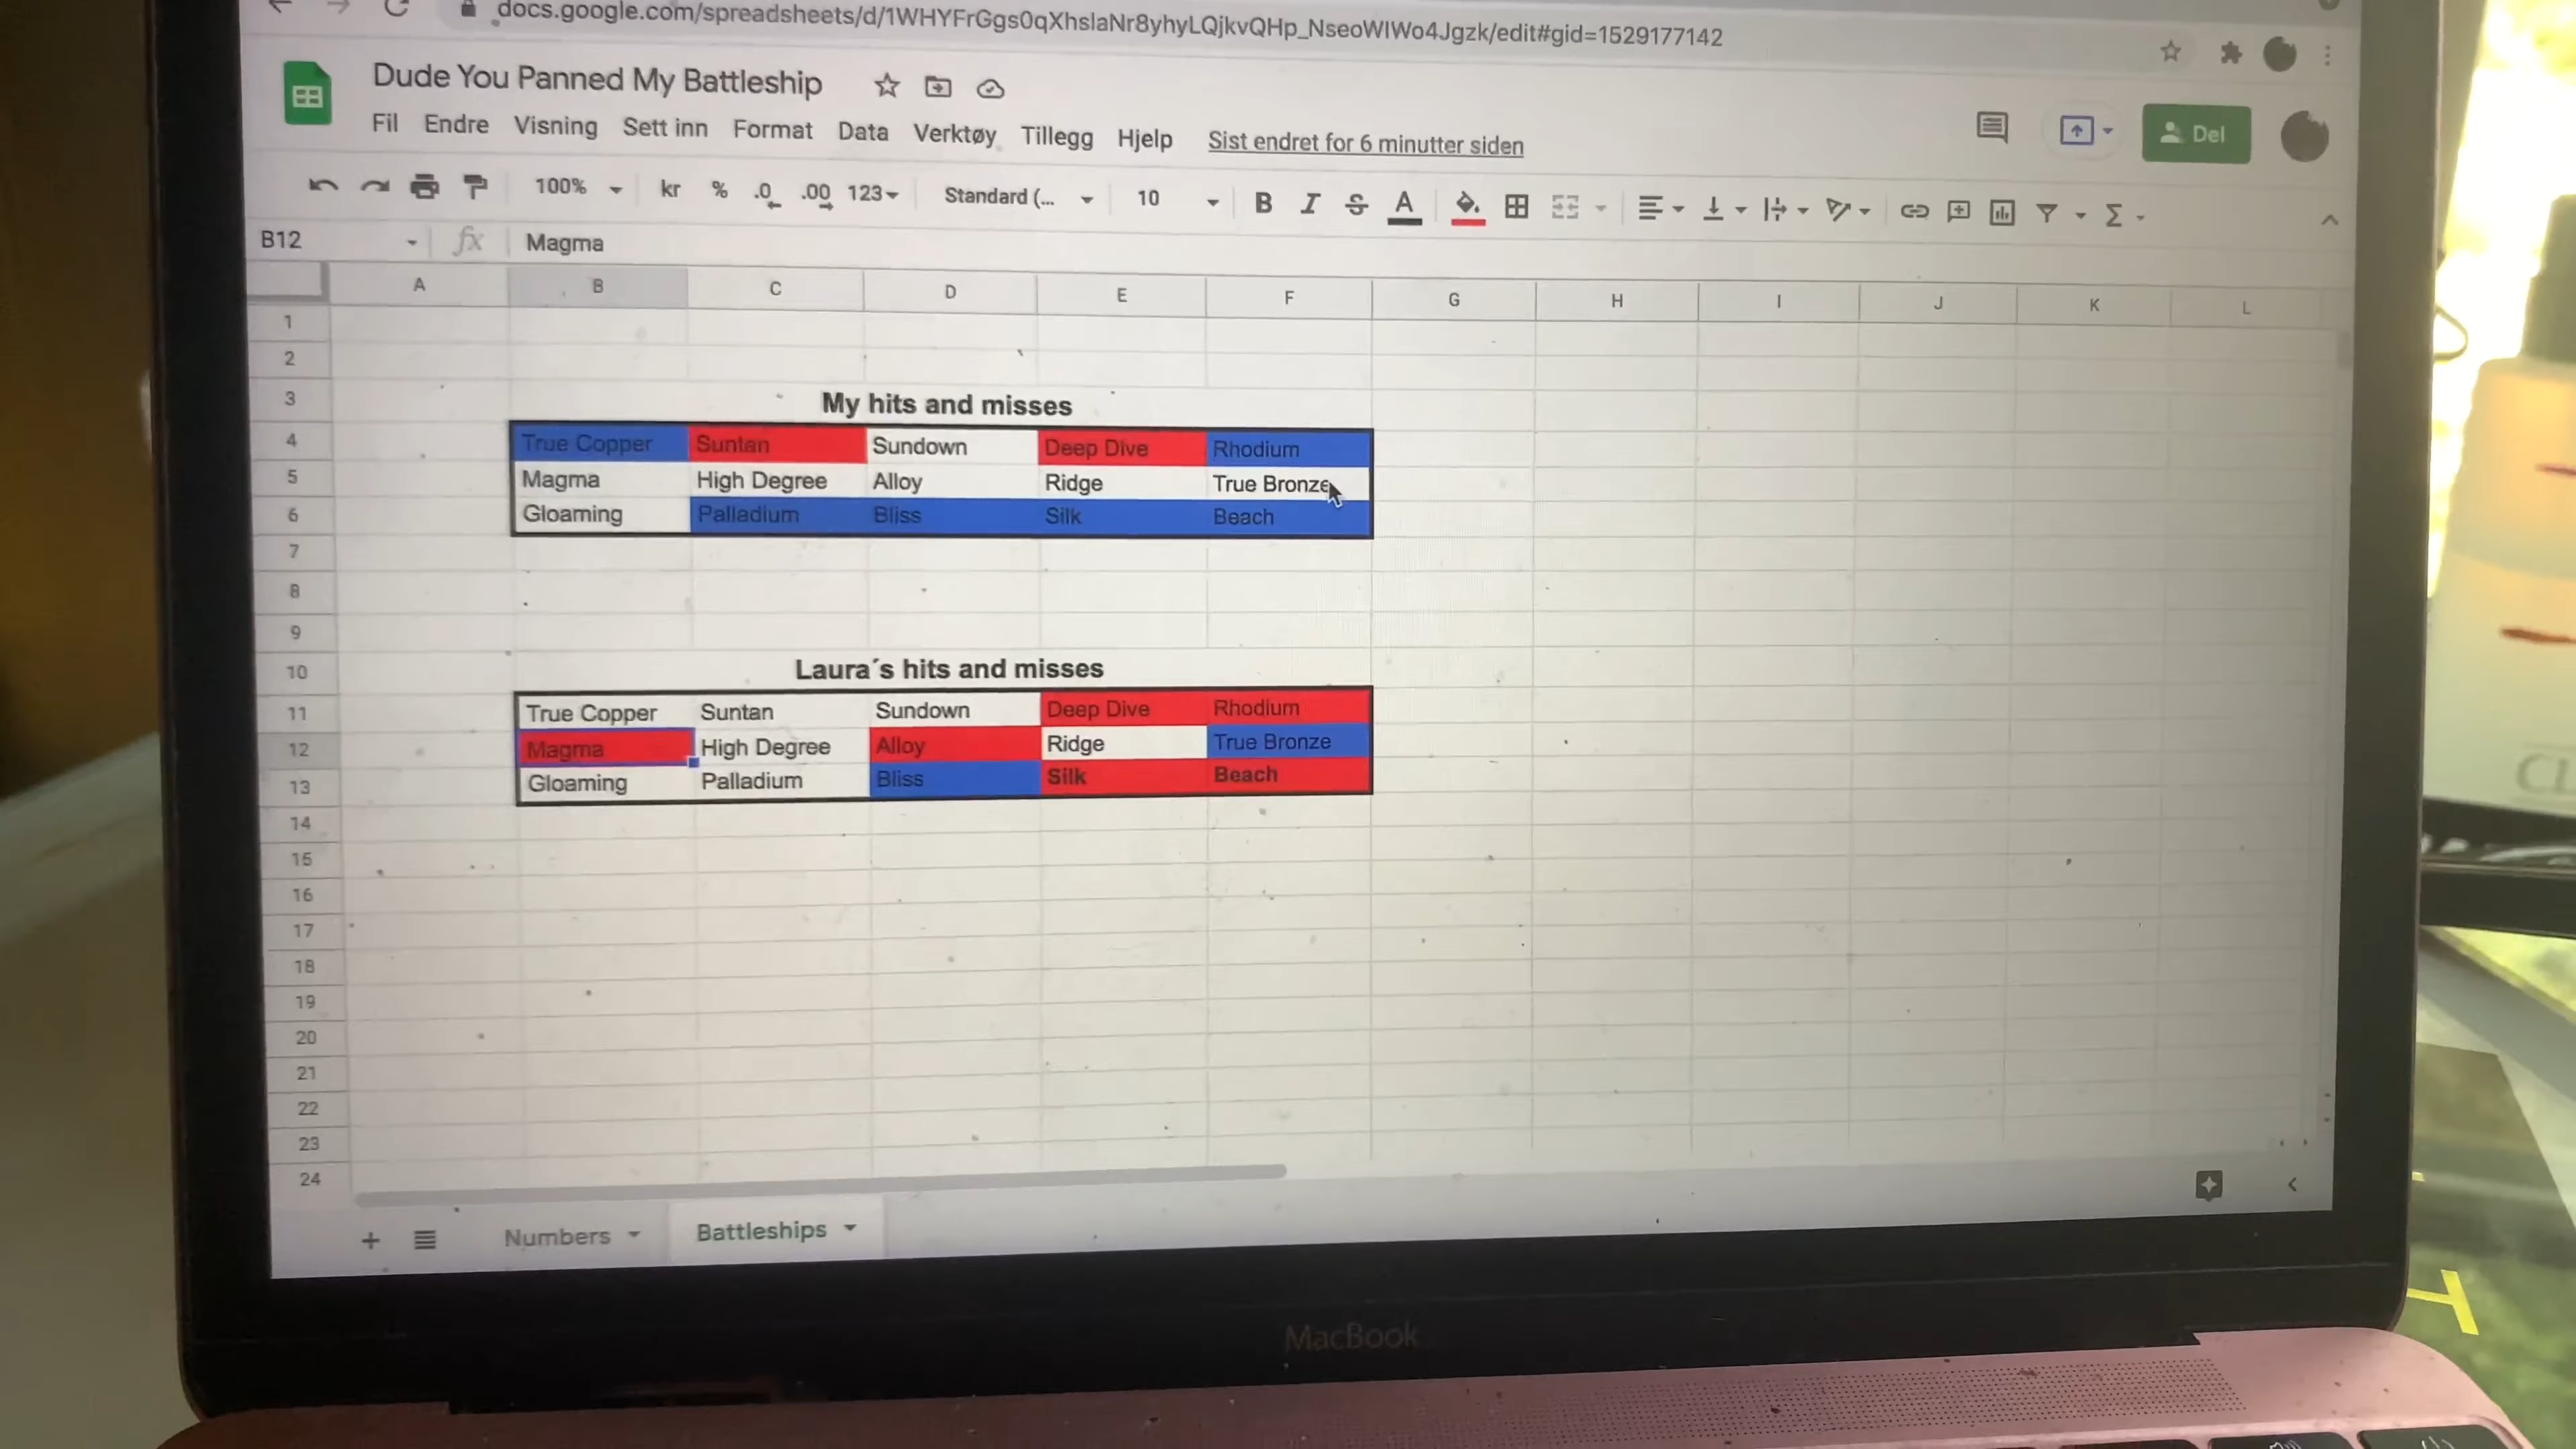 docs.google.com/spreadsheets/d/1WHYFrGgs0qXhslaNr8yhyLQjkvQHp_NseoWIWo4Jgzk/edit#gid=1529177142
Dude You Panned My Battleship
Fil Endre Visning Sett inn Format Data Verktøy Tillegg Hjelp Sist endret for 6 minutter siden
Del
100% kr % .0 .00 123 Standard (... 10 B I S A
B12 fx Magma
A B C D E F G H I J K L
1
2
3 My hits and misses
4 True Copper Suntan Sundown Deep Dive Rhodium
5 Magma High Degree Alloy Ridge True Bronze
6 Gloaming Palladium Bliss Silk Beach
7
8
9
10 Laura´s hits and misses
11 True Copper Suntan Sundown Deep Dive Rhodium
12 Magma High Degree Alloy Ridge True Bronze
13 Gloaming Palladium Bliss Silk Beach
14
15
16
17
18
19
20
21
22
23
24
Numbers Battleships
MacBook